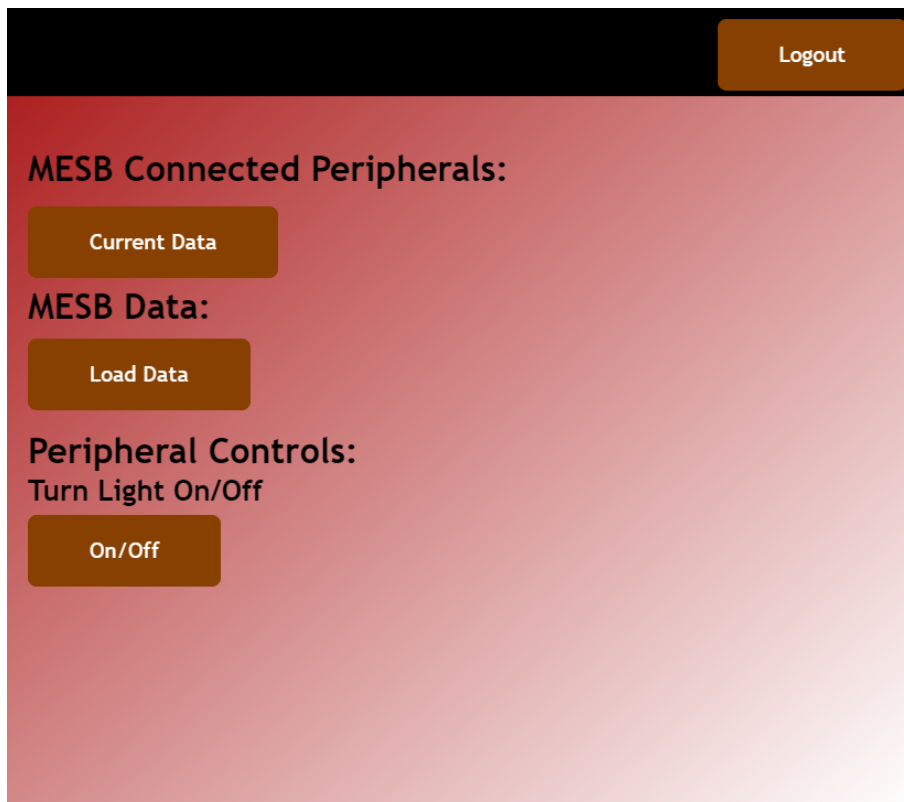 Logout
MESB Connected Peripherals:
Current Data
MESB Data:
Load Data
Peripheral Controls:
Turn Light On/Off
On/Off